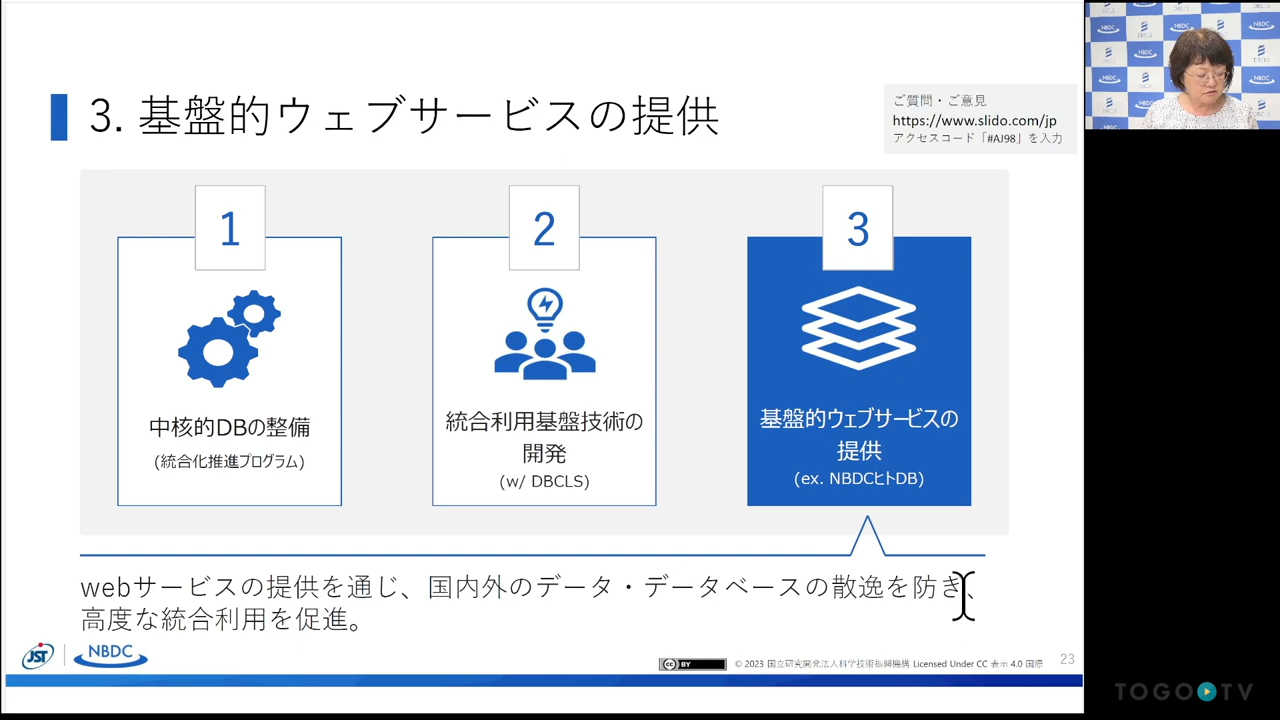 3. 基盤的ウェブサービスの提供
ご質問・ご意見
https://www.slido.com/jp
アクセスコード「#AJ98」を入力
1
中核的DBの整備
(統合化推進プログラム)
2
統合利用基盤技術の
開発
(w/ DBCLS)
3
基盤的ウェブサービスの
提供
(ex. NBDCヒトDB)
webサービスの提供を通じ、国内外のデータ・データベースの散逸を防ぎ、
高度な統合利用を促進。
JST
NBDC
cc BY
© 2023 国立研究開発法人科学技術振興機構 Licensed Under CC 表示 4.0 国際
23
TOGO TV
NBDC
DBCLS